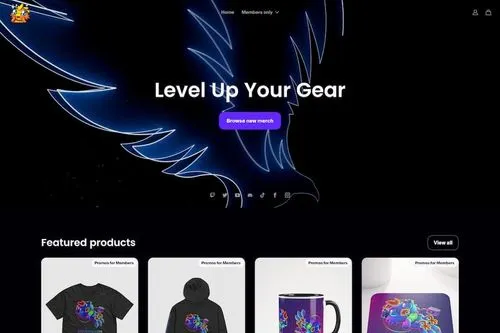 Home
Members only
Level Up Your Gear
Browse new merch
Featured products
View all
Promos for Members
Promos for Members
Promos for Members
Promos for Members